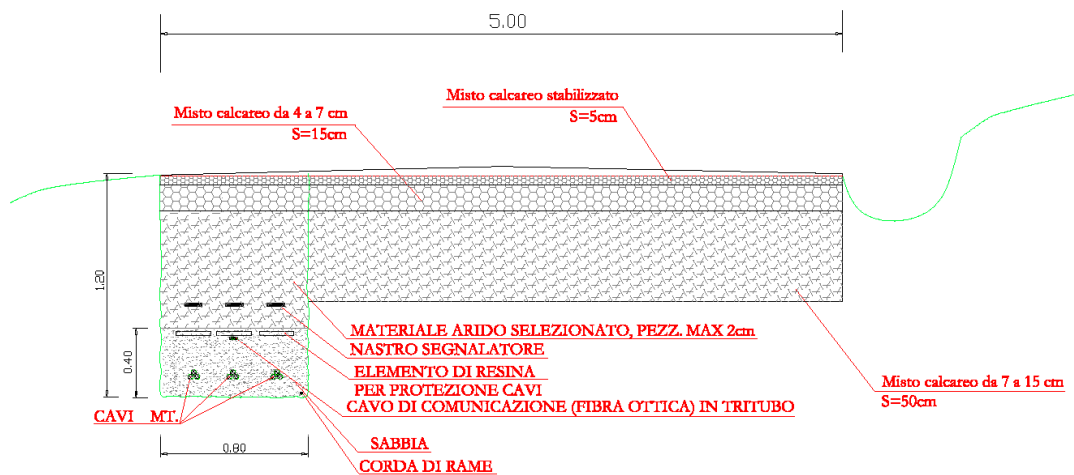 5.00
Misto calcareo stabilizzato
S=5cm
Misto calcareo da 4 a 7 cm
S=15cm
1.20
0.40
MATERIALE ARIDO SELEZIONATO, PEZZ. MAX 2cm
NASTRO SEGNALATORE
ELEMENTO DI RESINA
PER PROTEZIONE CAVI
CAVO DI COMUNICAZIONE (FIBRA OTTICA) IN TRITUBO
Misto calcareo da 7 a 15 cm
S=50cm
CAVI MT.
0.80
SABBIA
CORDA DI RAME